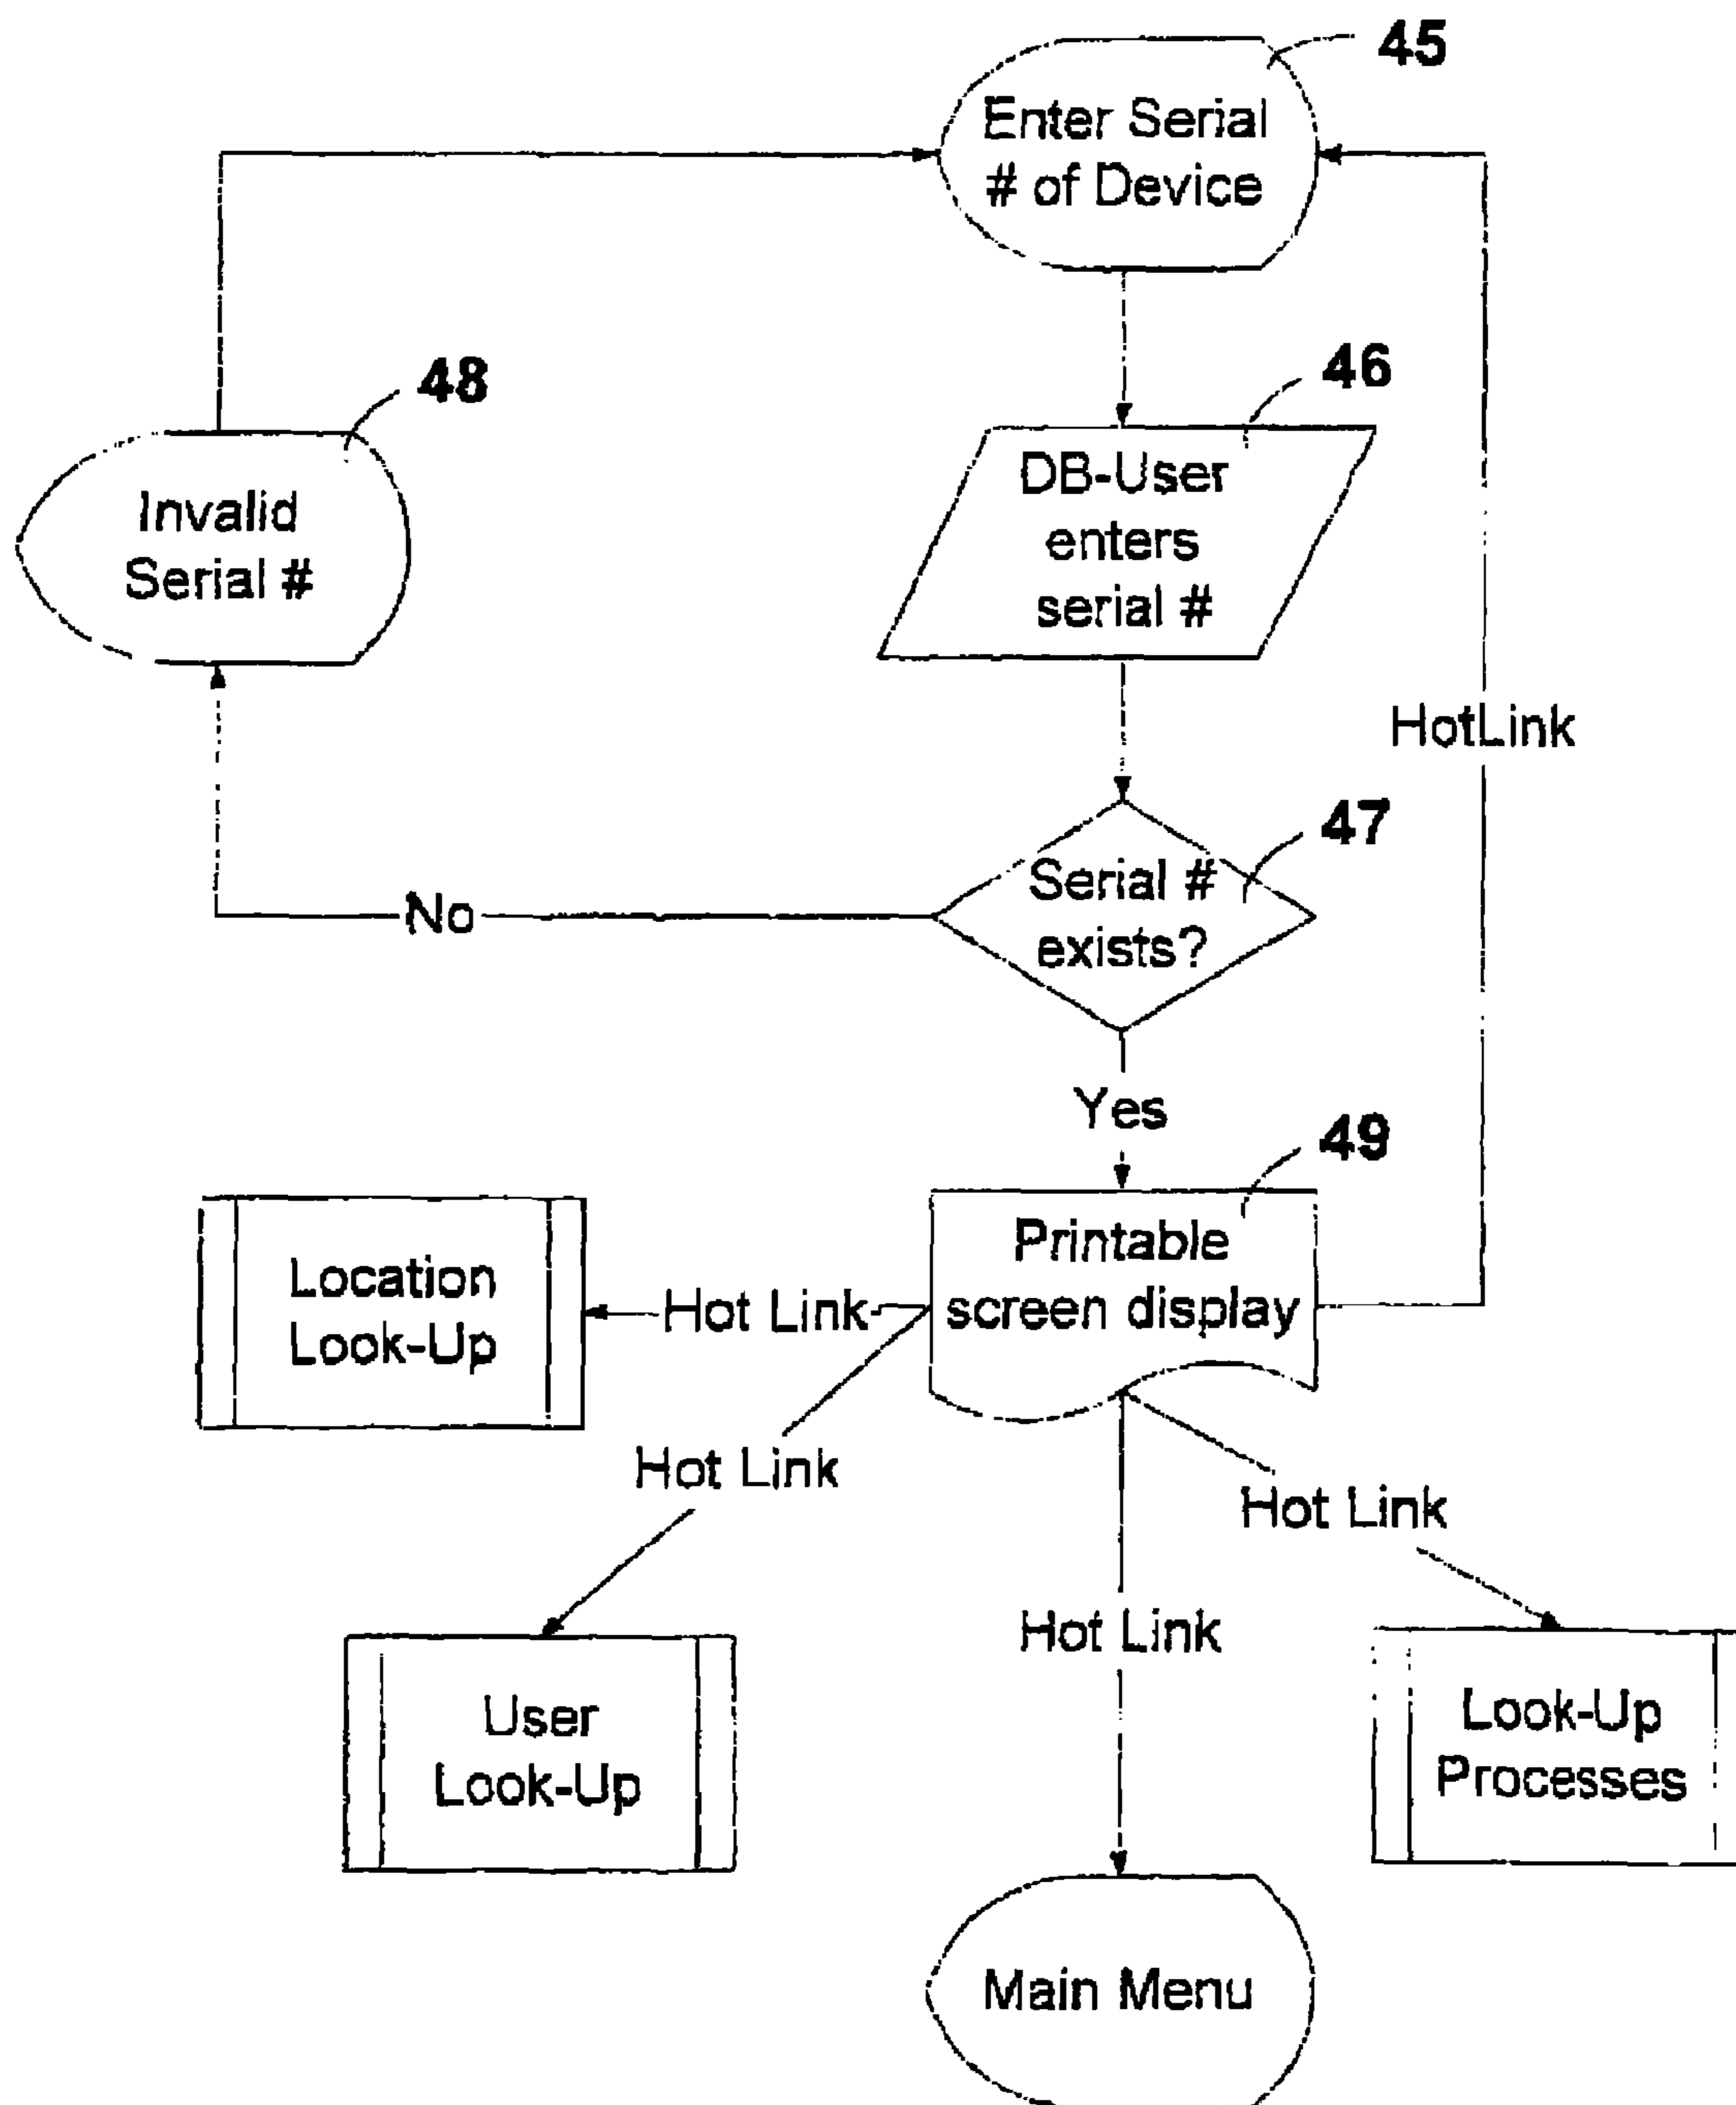 45
Enter Serial
# of Device
46
48
DB-User
enters
serial #
Invalid
Serial #
HotLink
47
Serial #
exists?
No
Yes
49
Printable
screen display
Location
Look-Up
Hot Link
Hot Link
Hot Link
Hot Link
User
Look-Up
Look-Up
Processes
Main Menu